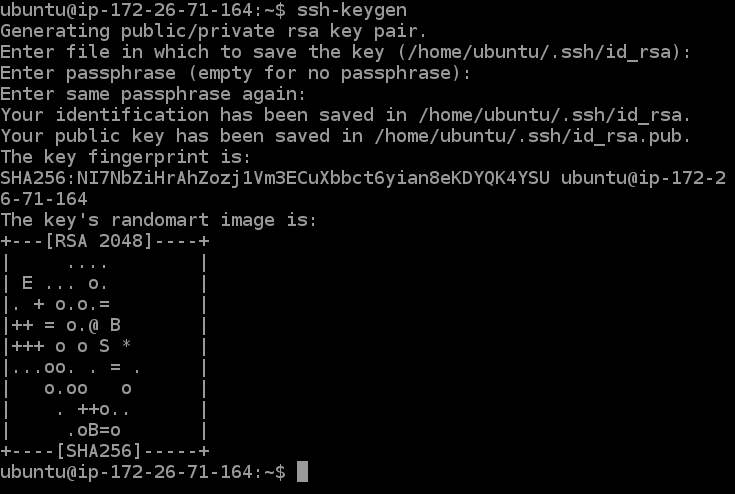 ubuntu@ip-172-26-71-164:~$ ssh-keygen
Generating public/private rsa key pair.
Enter file in which to save the key (/home/ubuntu/.ssh/id_rsa):
Enter passphrase (empty for no passphrase):
Enter same passphrase again:
Your identification has been saved in /home/ubuntu/.ssh/id_rsa.
Your public key has been saved in /home/ubuntu/.ssh/id_rsa.pub.
The key fingerprint is:
SHA256:NI7NbZiHrAhZozj1Vm3ECuXbbct6yian8eKDYQK4YSU ubuntu@ip-172-2
6-71-164
The key's randomart image is:
+---[RSA 2048]----+
|     ....        |
| E ... o.        |
|. + o.o.=        |
|++ = o.@ B       |
|+++ o o S *      |
|...oo. . = .     |
|   o.oo   o      |
|    . ++o..      |
|     .oB=o       |
+----[SHA256]-----+
ubuntu@ip-172-26-71-164:~$